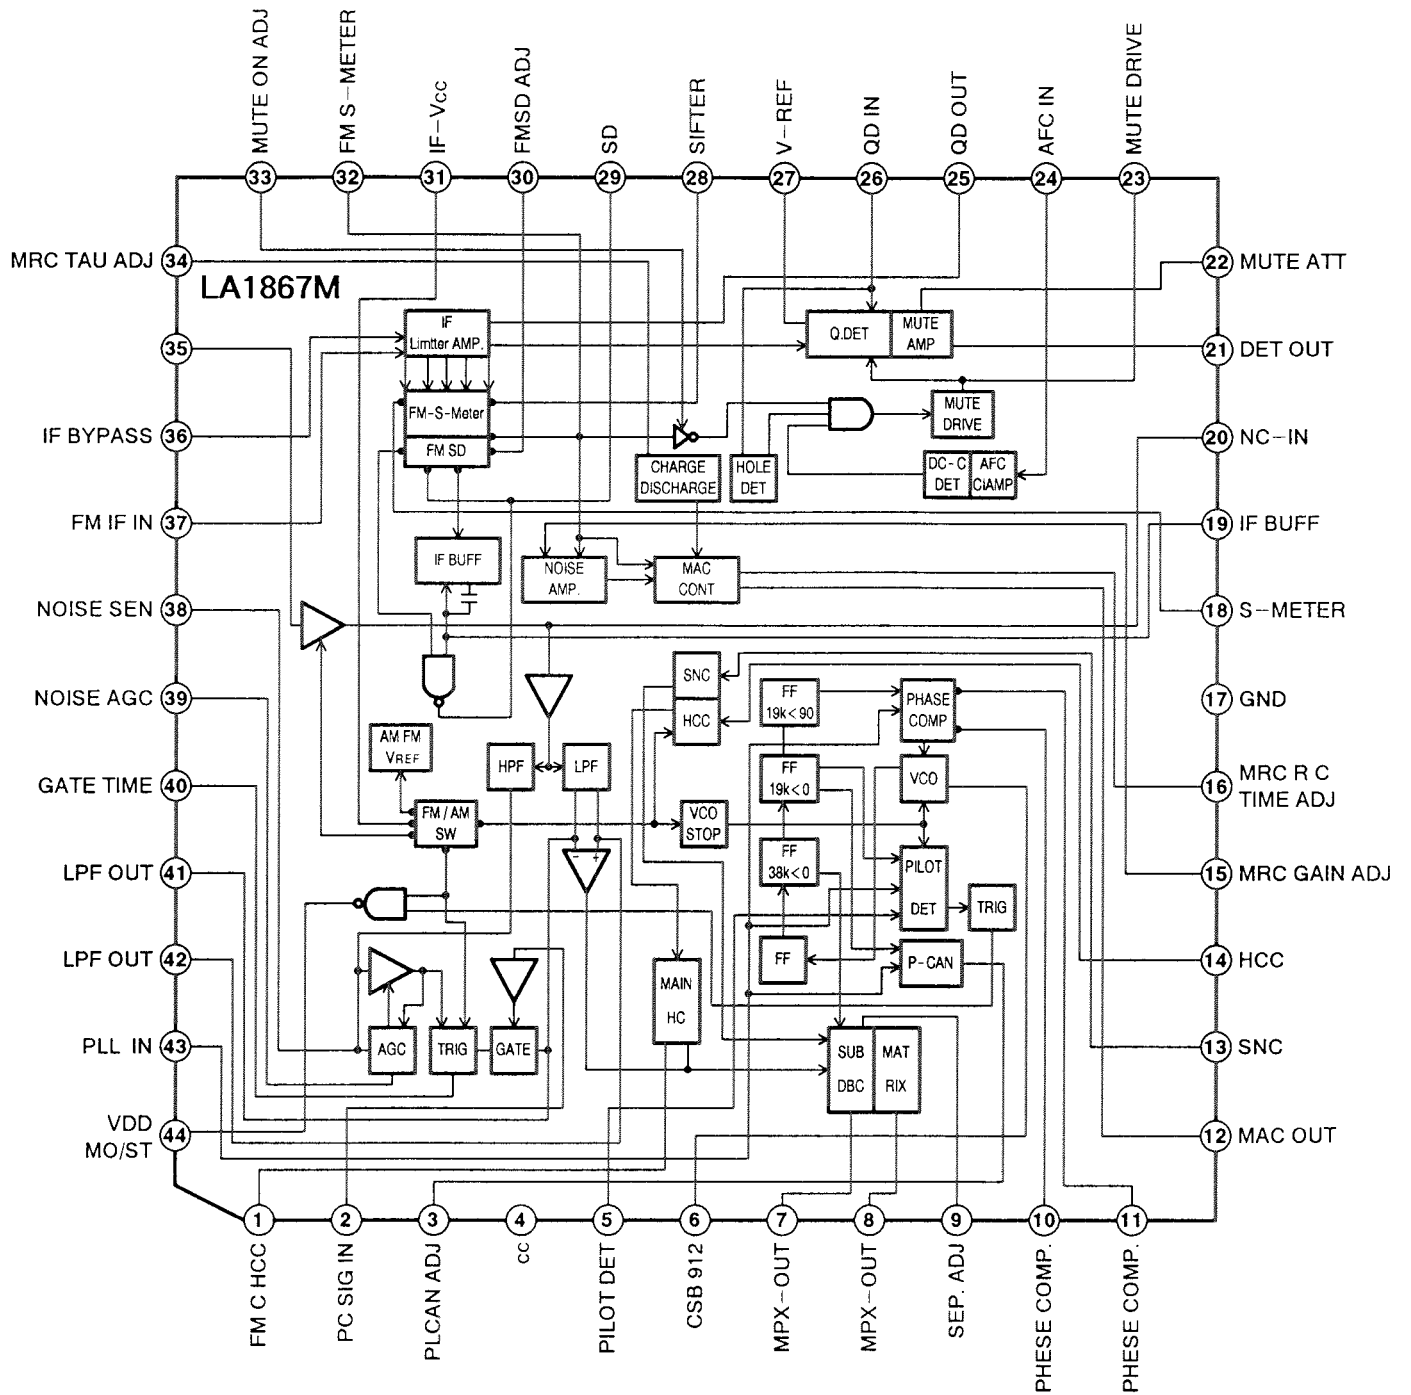 MUTE ON ADJ
FM S-METER
IF-Vcc
FMSD ADJ
SD
SIFTER
V-REF
QD IN
QD OUT
AFC IN
MUTE DRIVE
33
32
31
30
29
28
27
26
25
24
23
MRC TAU ADJ 34
LA1867M
22 MUTE ATT
35
IF
Limtter AMP.
Q.DET
MUTE
AMP
21 DET OUT
IF BYPASS 36
FM-S-Meter
FM SD
MUTE
DRIVE
20 NC-IN
CHARGE
DISCHARGE
HOLE
DET
DC-C
DET
AFC
CiAMP
FM IF IN 37
19 IF BUFF
IF BUFF
NOISE
AMP.
MAC
CONT
NOISE SEN 38
18 S-METER
NOISE AGC 39
SNC
HCC
FF
19k<90
PHASE
COMP
17 GND
AM FM
VREF
HPF
LPF
FF
19k<0
VCO
GATE TIME 40
16 MRC R C
TIME ADJ
FM/AM
SW
VCO
STOP
- +
FF
38k<0
PILOT
DET
TRIG
LPF OUT 41
15 MRC GAIN ADJ
LPF OUT 42
FF
P-CAN
14 HCC
MAIN
HC
PLL IN 43
AGC
TRIG
GATE
SUB
DBC
MAT
RIX
13 SNC
VDD
MO/ST
44
12 MAC OUT
1
2
3
4
5
6
7
8
9
10
11
FM C HCC
PC SIG IN
PLCAN ADJ
CC
PILOT DET
CSB 912
MPX-OUT
MPX-OUT
SEP. ADJ
PHESE COMP.
PHESE COMP.